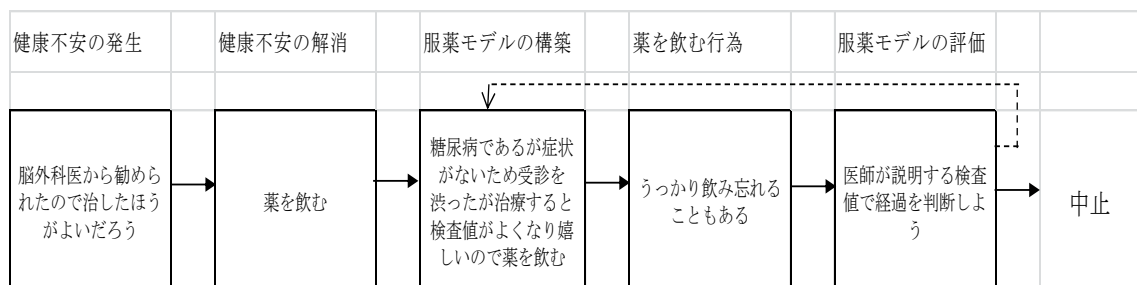 健康不安の発生
健康不安の解消
服薬モデルの構築
薬を飲む行為
服薬モデルの評価
脳外科医から勧めら
れたので治したほう
がよいだろう
薬を飲む
糖尿病であるが症状
がないため受診を
渋ったが治療すると
検査値がよくなり嬉
しいので薬を飲む
うっかり飲み忘れる
こともある
医師が説明する検査
値で経過を判断しよ
う
中止